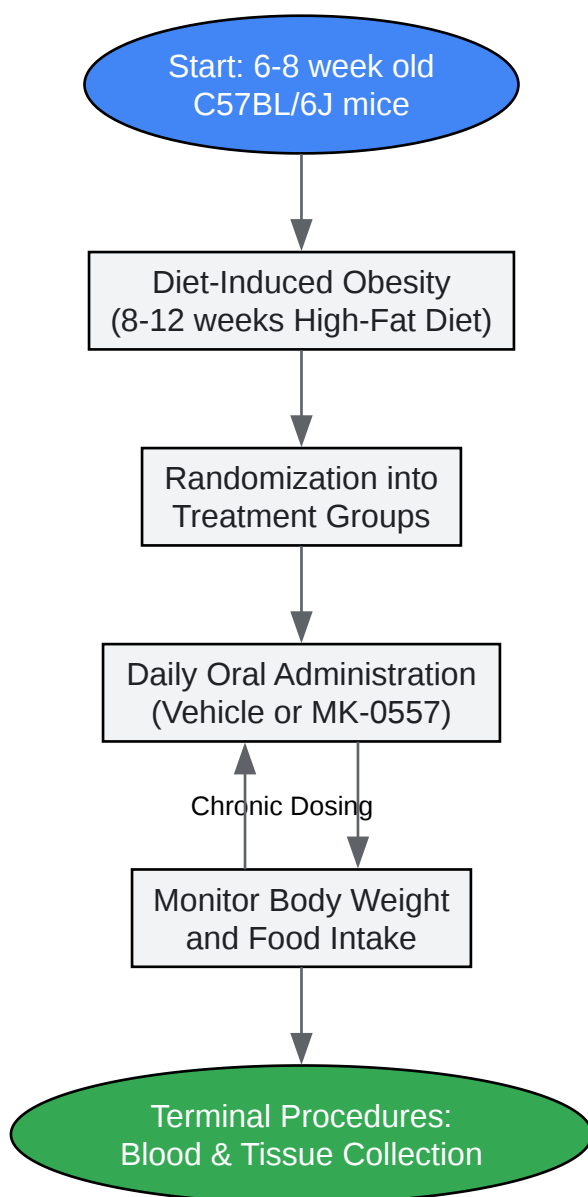 Start: 6-8 week old
C57BL/6J mice
Diet-Induced Obesity
(8-12 weeks High-Fat Diet)
Randomization into
Treatment Groups
Daily Oral Administration
(Vehicle or MK-0557)
Chronic Dosing
Monitor Body Weight
and Food Intake
Terminal Procedures:
Blood & Tissue Collection